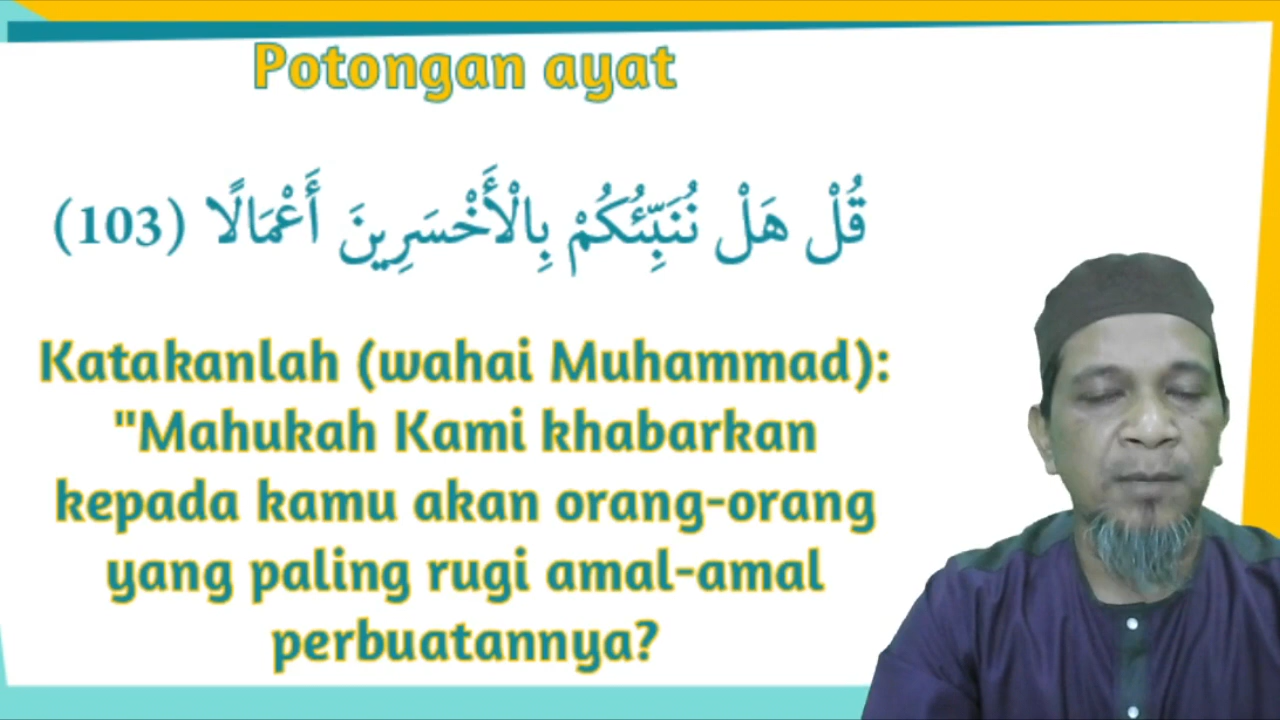 Potongan ayat
قُلْ هَلْ نُنَبِّئُكُمْ بِالْأَخْسَرِينَ أَعْمَالًا (103)
Katakanlah (wahai Muhammad):
"Mahukah Kami khabarkan
kepada kamu akan orang-orang
yang paling rugi amal-amal
perbuatannya?